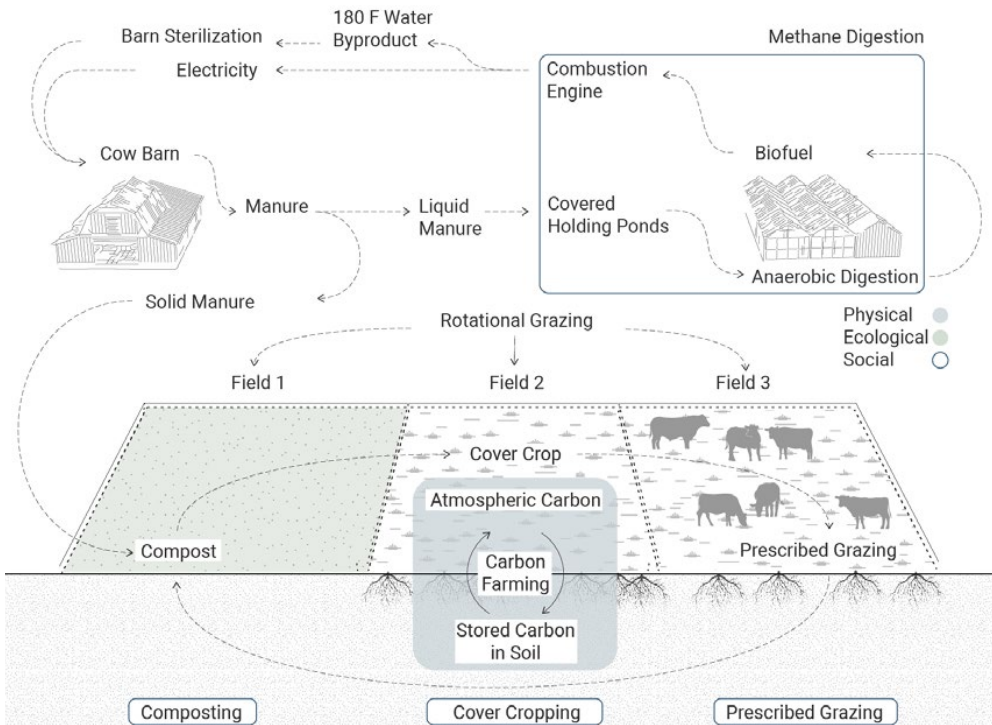 180 F Water
Byproduct
Barn Sterilization
Electricity
Methane Digestion
Combustion
Engine
Cow Barn
Biofuel
Manure
Liquid
Manure
Covered
Holding Ponds
Anaerobic Digestion
Solid Manure
Physical
Ecological
Social
Rotational Grazing
Field 1
Field 2
Field 3
Cover Crop
Atmospheric Carbon
Compost
Carbon
Farming
Prescribed Grazing
Stored Carbon
in Soil
Composting
Cover Cropping
Prescribed Grazing